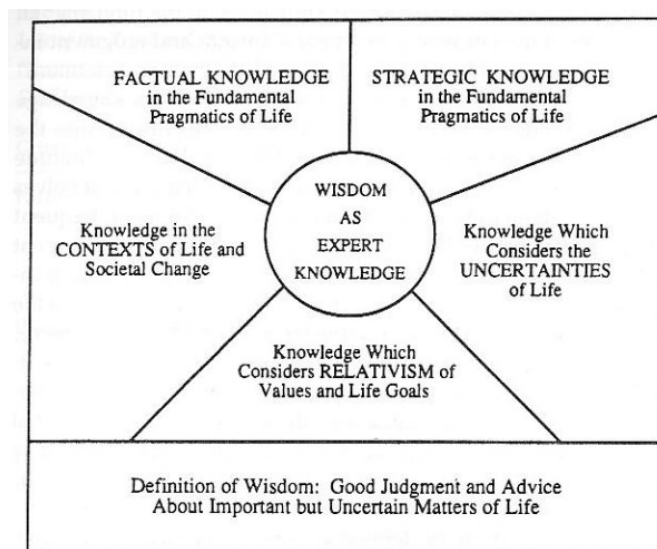 FACTUAL KNOWLEDGE
in the Fundamental
Pragmatics of Life
STRATEGIC KNOWLEDGE
in the Fundamental
Pragmatics of Life
WISDOM
AS
EXPERT
KNOWLEDGE
Knowledge in the
CONTEXTS of Life and
Societal Change
Knowledge Which
Considers the
UNCERTAINTIES
of Life
Knowledge Which
Considers RELATIVISM of
Values and Life Goals
Definition of Wisdom: Good Judgment and Advice
About Important but Uncertain Matters of Life